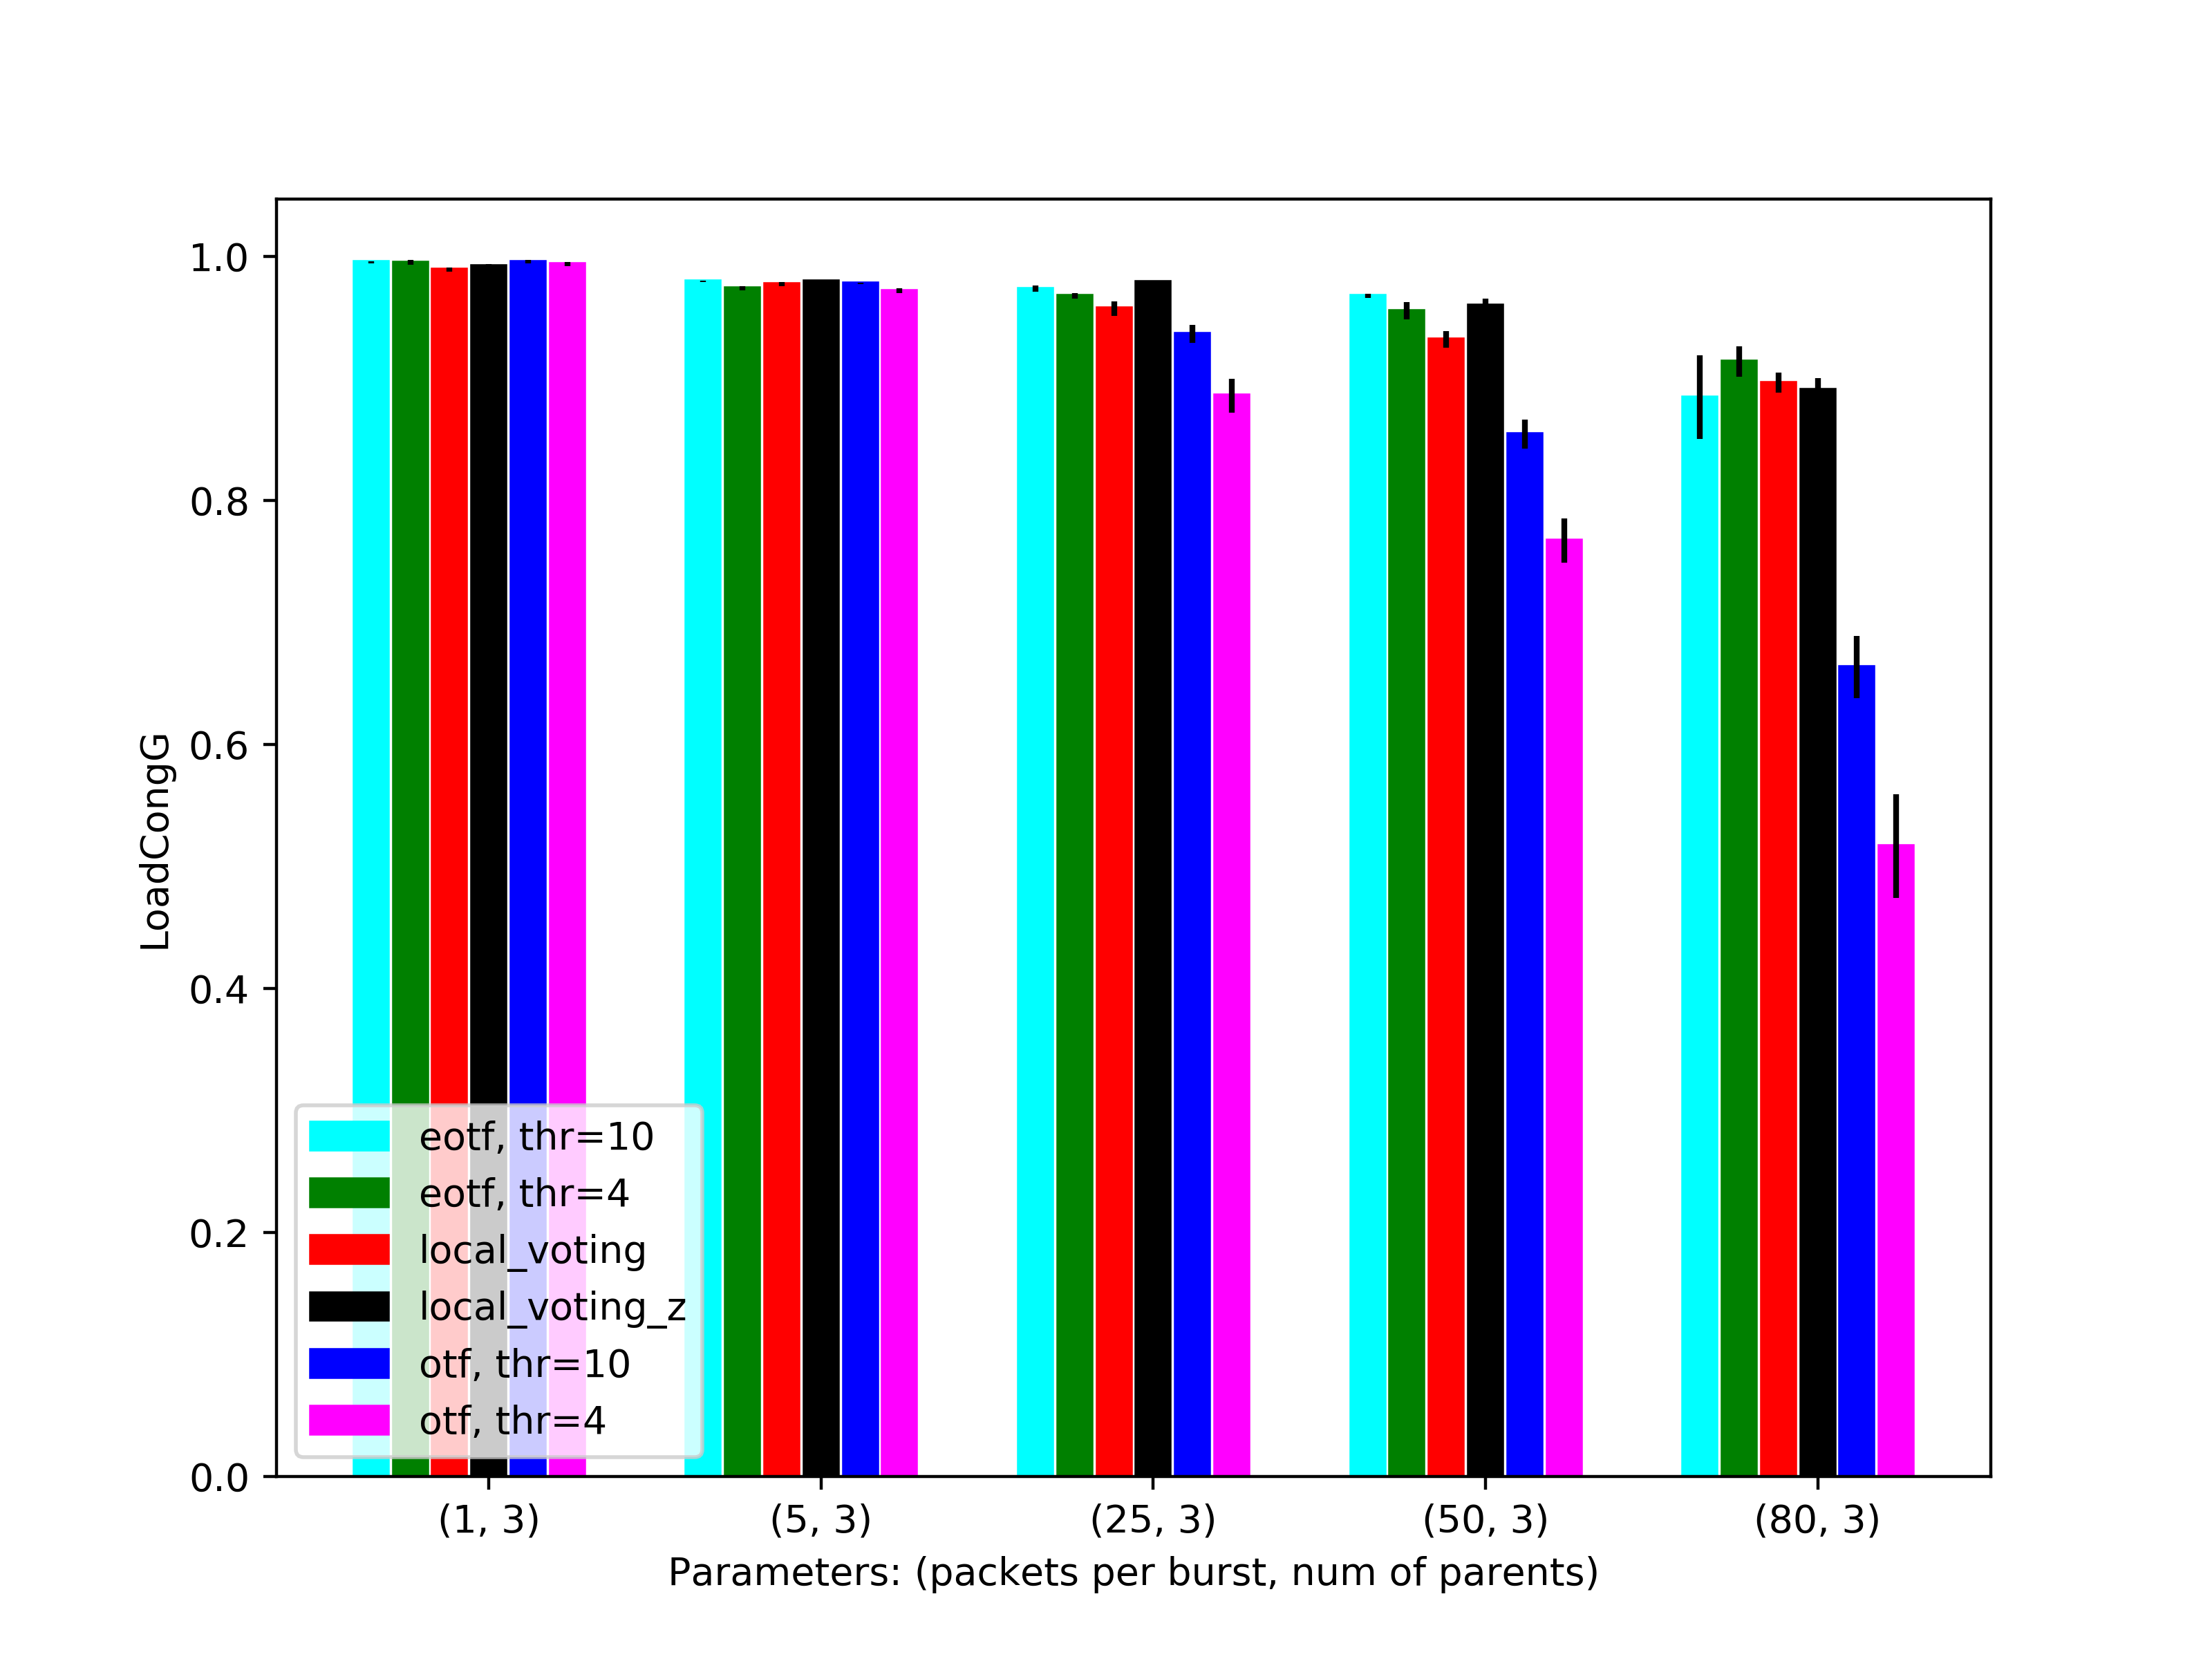 1.0
0.8
0.6
0.4
0.2
0.0
LoadCongG
eotf, thr=10
eotf, thr=4
local_voting
local_voting_z
otf, thr=10
otf, thr=4
(1, 3) (5, 3) (25, 3) (50, 3) (80, 3)
Parameters: (packets per burst, num of parents)